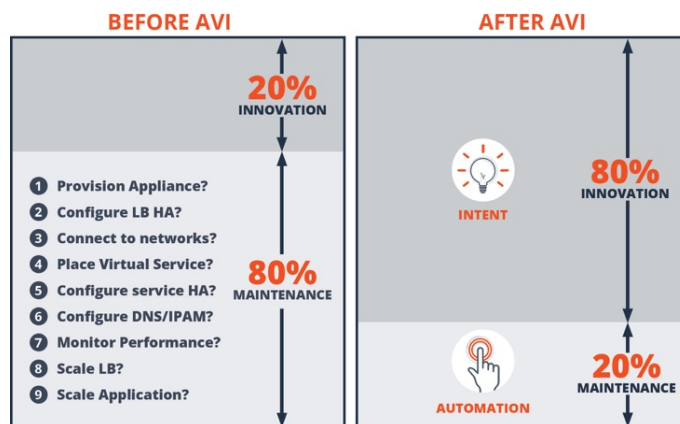 BEFORE AVI
20%
INNOVATION
1 Provision Appliance?
2 Configure LB HA?
3 Connect to networks?
4 Place Virtual Service?
5 Configure service HA?
6 Configure DNS/IPAM?
7 Monitor Performance?
8 Scale LB?
9 Scale Application?
80%
MAINTENANCE
AFTER AVI
INTENT
80%
INNOVATION
AUTOMATION
20%
MAINTENANCE